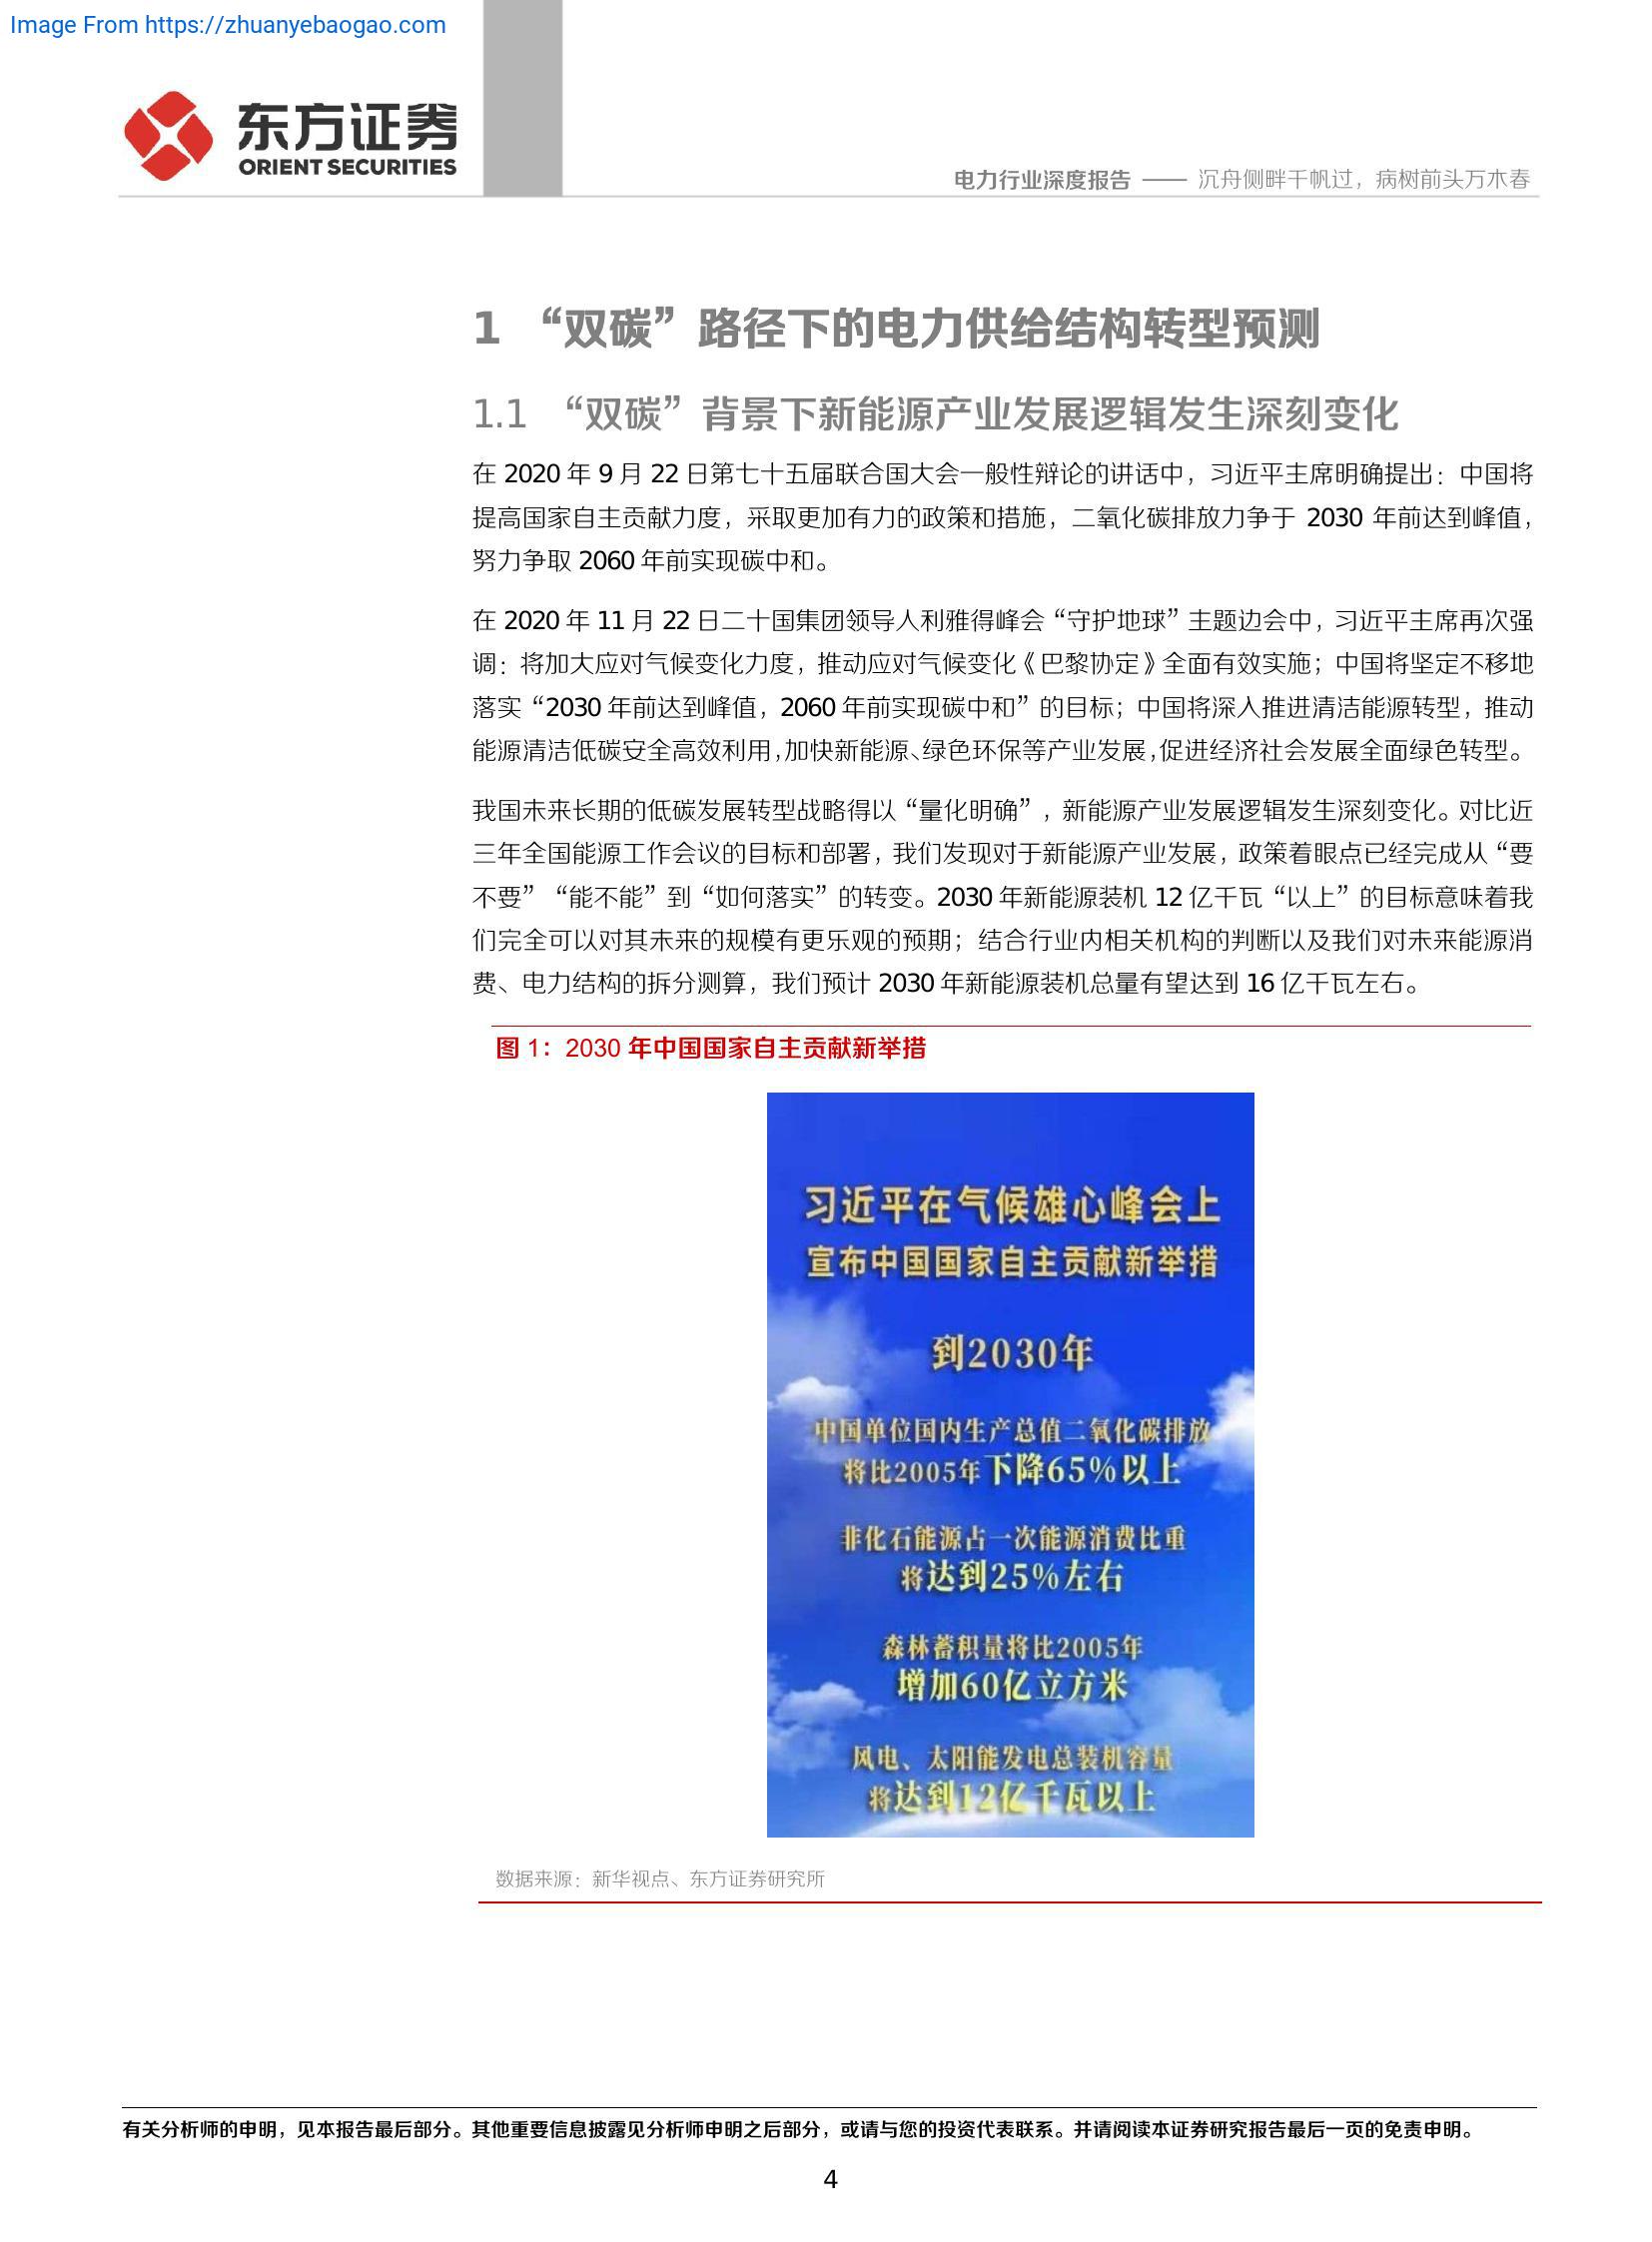 Image From https://zhuanyebaogao.com
东方证券
ORIENT SECURITIES
电力行业深度报告 —— 沉舟侧畔千帆过，病树前头万木春
1 “双碳”路径下的电力供给结构转型预测
1.1 “双碳”背景下新能源产业发展逻辑发生深刻变化
在 2020 年 9 月 22 日第七十五届联合国大会一般性辩论的讲话中，习近平主席明确提出：中国将
提高国家自主贡献力度，采取更加有力的政策和措施，二氧化碳排放力争于 2030 年前达到峰值，
努力争取 2060 年前实现碳中和。
在 2020 年 11 月 22 日二十国集团领导人利雅得峰会“守护地球”主题边会中，习近平主席再次强
调：将加大应对气候变化力度，推动应对气候变化《巴黎协定》全面有效实施；中国将坚定不移地
落实“2030 年前达到峰值，2060 年前实现碳中和”的目标；中国将深入推进清洁能源转型，推动
能源清洁低碳安全高效利用，加快新能源、绿色环保等产业发展，促进经济社会发展全面绿色转型。
我国未来长期的低碳发展转型战略得以“量化明确”，新能源产业发展逻辑发生深刻变化。对比近
三年全国能源工作会议的目标和部署，我们发现对于新能源产业发展，政策着眼点已经完成从“要
不要”“能不能”到“如何落实”的转变。2030 年新能源装机 12 亿千瓦“以上”的目标意味着我
们完全可以对其未来的规模有更乐观的预期；结合行业内相关机构的判断以及我们对未来能源消
费、电力结构的拆分测算，我们预计 2030 年新能源装机总量有望达到 16 亿千瓦左右。
图 1：2030 年中国国家自主贡献新举措
习近平在气候雄心峰会上
宣布中国国家自主贡献新举措
到2030年
中国单位国内生产总值二氧化碳排放
将比2005年下降65%以上
非化石能源占一次能源消费比重
将达到25%左右
森林蓄积量将比2005年
增加60亿立方米
风电、太阳能发电总装机容量
将达到12亿千瓦以上
数据来源：新华视点、东方证券研究所
有关分析师的申明，见本报告最后部分。其他重要信息披露见分析师申明之后部分，或请与您的投资代表联系。并请阅读本证券研究报告最后一页的免责申明。
4